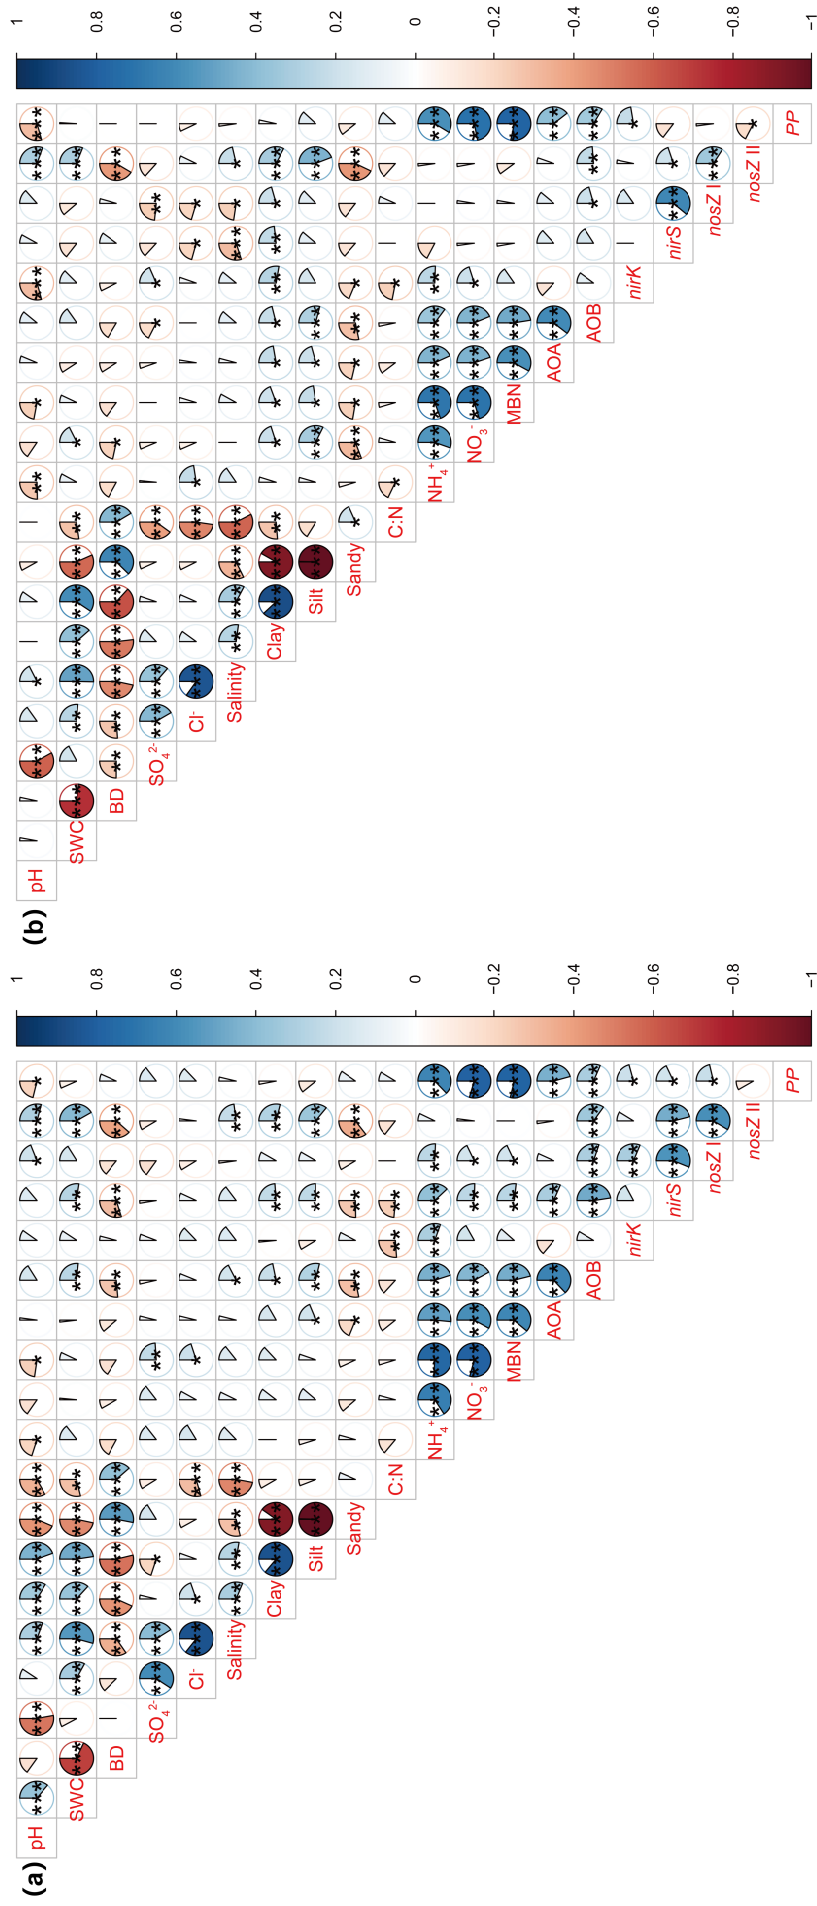 (a)
pH
SWC
BD
SO₄²⁻
Cl⁻
Salinity
Clay
Silt
Sandy
C:N
NH₄⁺
NO₃⁻
MBN
AOA
AOB
nirK
nirS
nosZ I
nosZ II
PP
1
0.8
0.6
0.4
0.2
0
−0.2
−0.4
−0.6
−0.8
−1
(b)
pH
SWC
BD
SO₄²⁻
Cl⁻
Salinity
Clay
Silt
Sandy
C:N
NH₄⁺
NO₃⁻
MBN
AOA
AOB
nirK
nirS
nosZ I
nosZ II
PP
1
0.8
0.6
0.4
0.2
0
−0.2
−0.4
−0.6
−0.8
−1